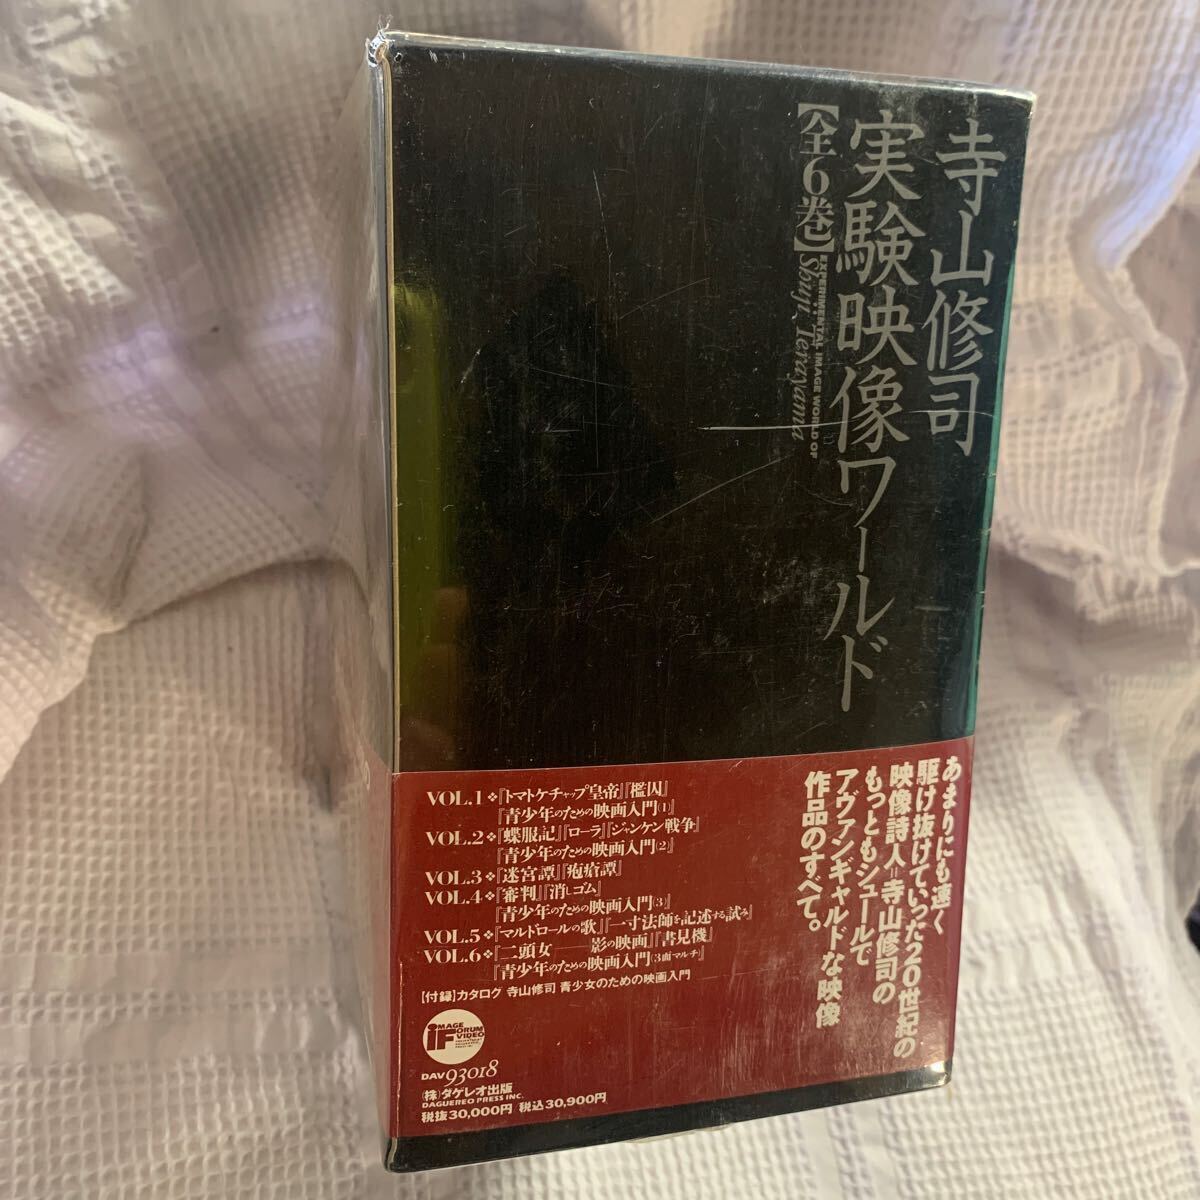 寺山修司
実験映像ワールド
【全6巻】
EXPERIMENTAL IMAGE WORLD OF
Shuji Terayama
あまりにも速く
駆け抜けていった20世紀の
映像詩人=寺山修司の
もっともシュールで
アヴァンギャルドな映像
作品のすべて。
VOL.1❖『トマトケチャップ皇帝』『檻囚』
『青少年のための映画入門(1)』
VOL.2❖『蝶服記』『ローラ』『ジャンケン戦争』
『青少年のための映画入門(2)』
VOL.3❖『迷宮譚』『疱瘡譚』
VOL.4❖『審判』『消しゴム』
『青少年のための映画入門(3)』
VOL.5❖『マルドロールの歌』『一寸法師を記述する試み』
VOL.6❖『二頭女――影の映画』『書見機』
『青少年のための映画入門(3面マルチ)』
【付録】カタログ 寺山修司 青少女のための映画入門
IMAGE
FORUM
VIDEO
DAV93018
(株)ダゲレオ出版
DAGUEREO PRESS INC.
税抜30,000円/税込30,900円